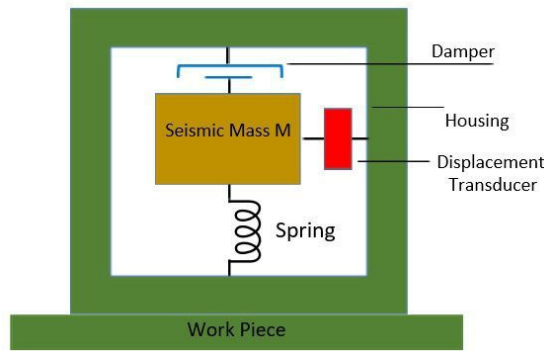 Damper
Seismic Mass M
Housing
Displacement
Transducer
Spring
Work Piece